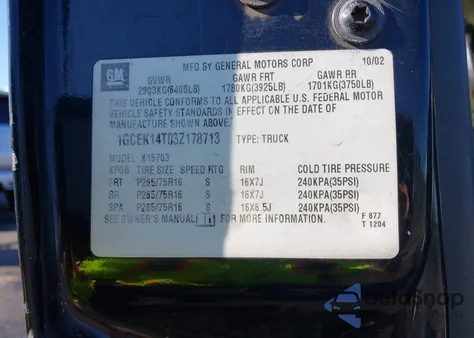 GM
MFG BY GENERAL MOTORS CORP 10/02
GVWR GAWR FRT GAWR RR
2903KG(6400LB) 1780KG(3925LB) 1701KG(3750LB)
THIS VEHICLE CONFORMS TO ALL APPLICABLE U.S. FEDERAL MOTOR
VEHICLE SAFETY STANDARDS IN EFFECT ON THE DATE OF
MANUFACTURE SHOWN ABOVE.
1GCEK14T03Z178713 TYPE: TRUCK
MODEL: K15703
TIRE SIZE SPEED RTG RIM COLD TIRE PRESSURE
FRT P265/75R16 S 16X7J 240KPA(35PSI)
RR P265/75R16 S 16X7J 240KPA(35PSI)
SPA P265/75R16 S 16X6.5J 240KPA(35PSI)
SEE OWNER'S MANUAL FOR MORE INFORMATION.
F 877
T 1204
AutoSnap